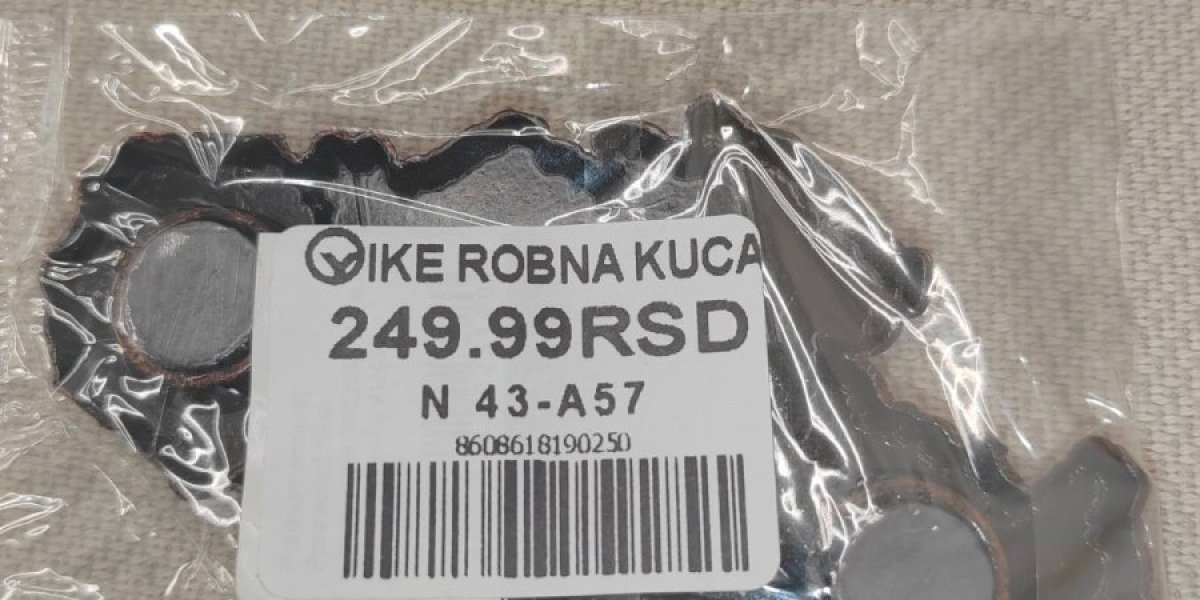 IKE ROBNA KUCA
249.99RSD
N 43-A57
8608618190250